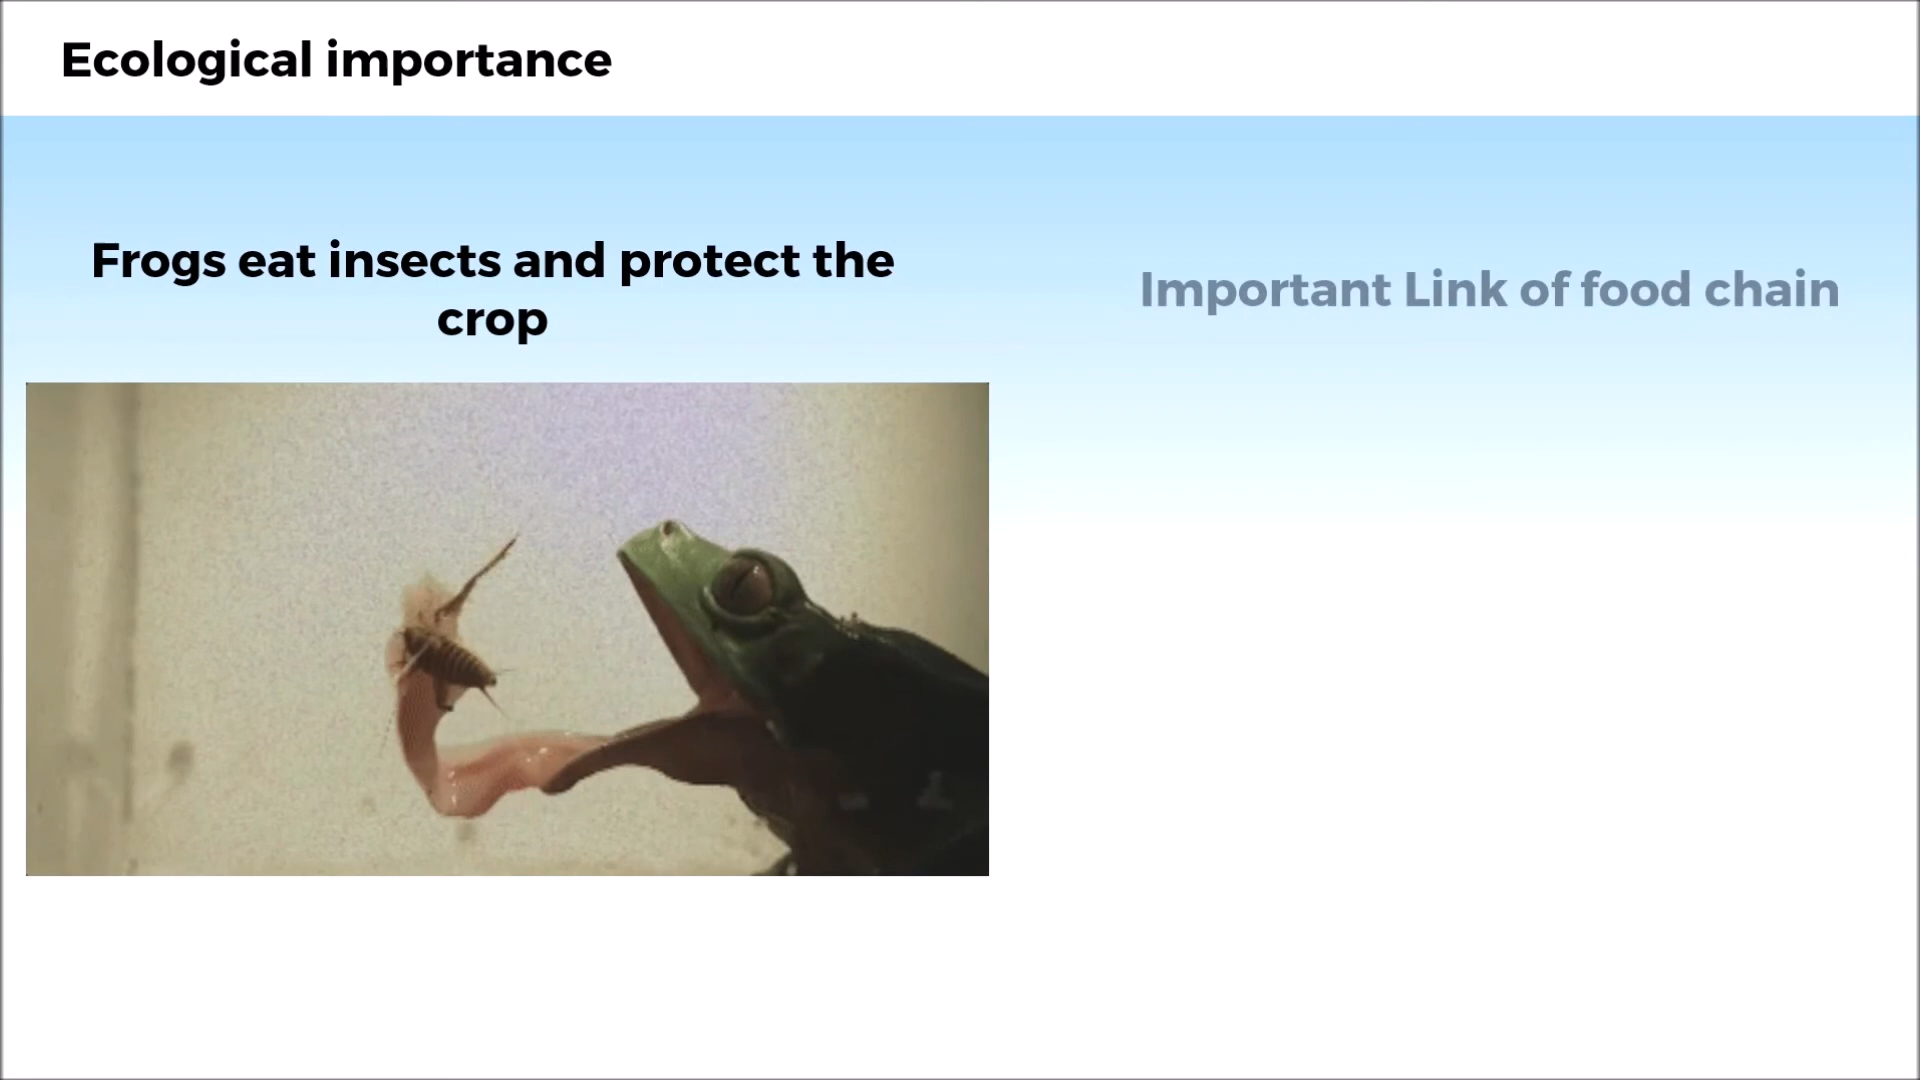 Ecological importance
Frogs eat insects and protect the
crop
Important Link of food chain